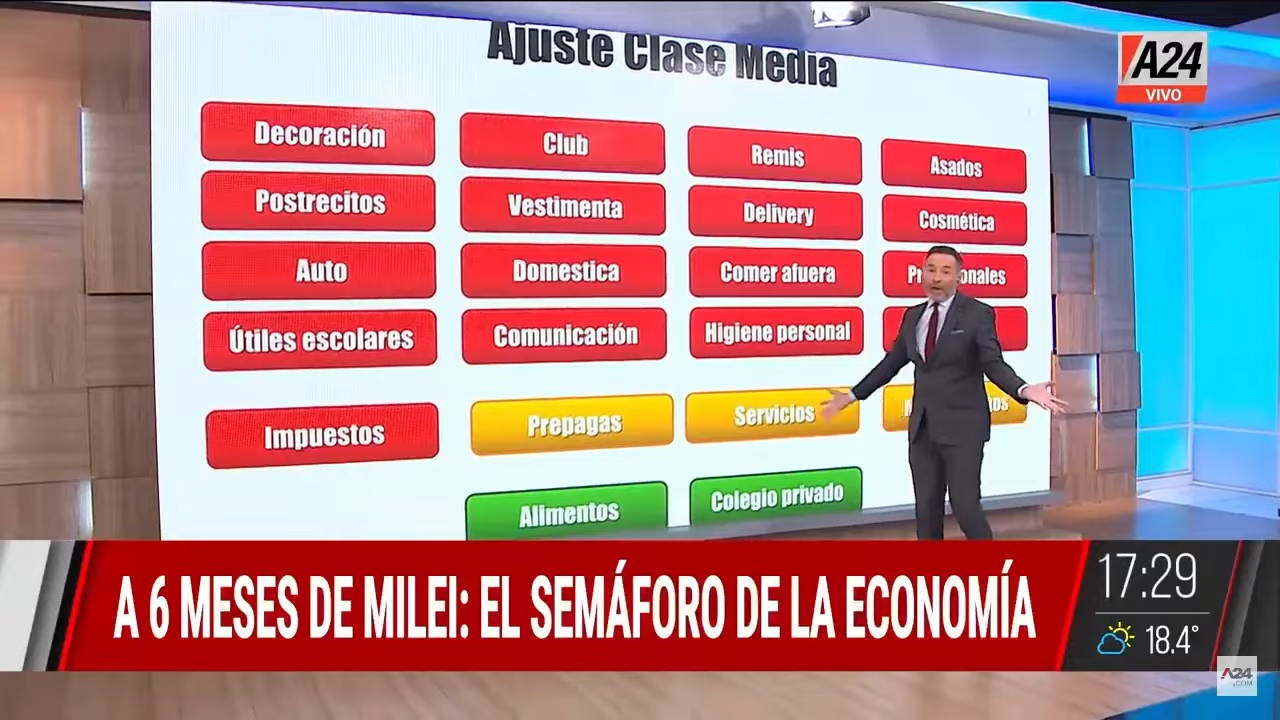 Ajuste Clase Media
A24
VIVO
Decoración
Club
Remis
Asados
Postrecitos
Vestimenta
Delivery
Cosmética
Auto
Domestica
Comer afuera
Útiles escolares
Comunicación
Higiene personal
Impuestos
Prepagas
Servicios
Alimentos
Colegio privado
A 6 MESES DE MILEI: EL SEMÁFORO DE LA ECONOMÍA
17:29
18.4°
A24
.COM